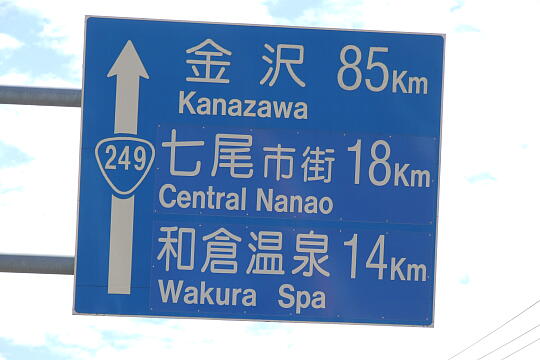 金沢 85Km
Kanazawa
249
七尾市街 18Km
Central Nanao
和倉温泉 14Km
Wakura Spa